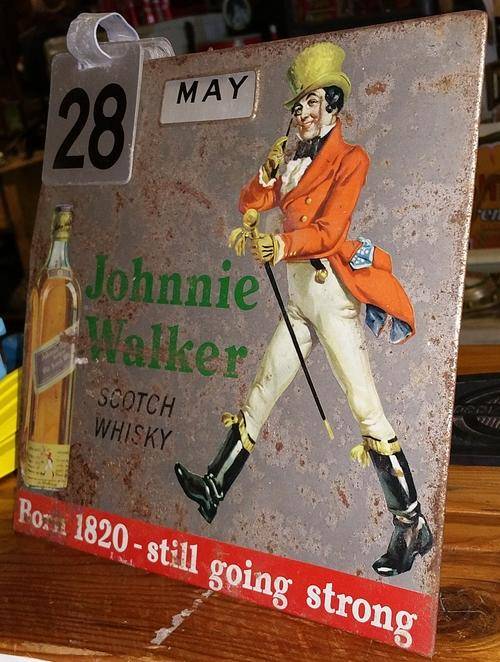 28
MAY
Johnnie
Walker
SCOTCH
WHISKY
Born 1820 - still going strong